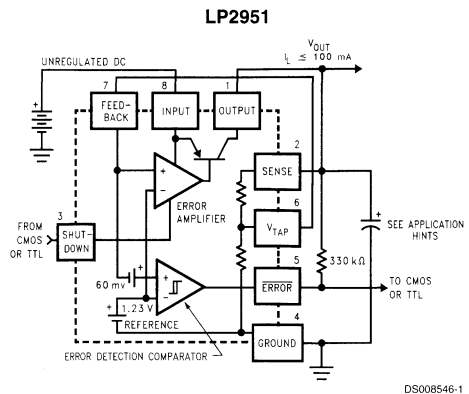 LP2951
UNREGULATED DC
V_OUT
I_L ≤ 100 mA
7
8
1
FEED-
BACK
INPUT
OUTPUT
2
SENSE
ERROR
AMPLIFIER
6
V_TAP
FROM
CMOS
OR TTL
3
SHUT-
DOWN
SEE APPLICATION
HINTS
5
330 kΩ
60 mv
ERROR
TO CMOS
OR TTL
1.23 V
REFERENCE
4
GROUND
ERROR DETECTION COMPARATOR
DS008546-1